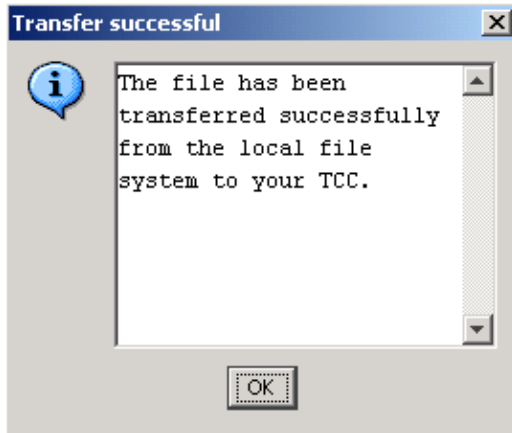 Transfer successful
The file has been
transferred successfully
from the local file
system to your TCC.
OK